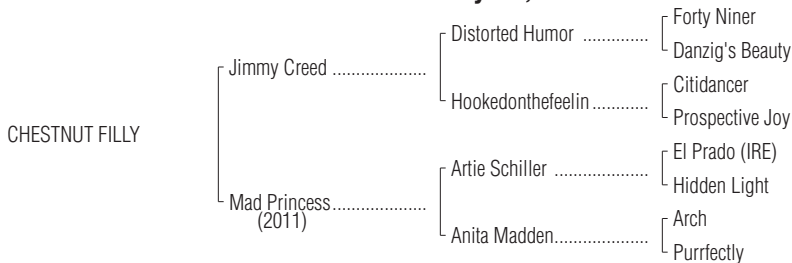 Forty Niner
Distorted Humor ..............
Danzig's Beauty
Jimmy Creed ....................
Citidancer
Hookedonthefeelin............
Prospective Joy
CHESTNUT FILLY
El Prado (IRE)
Artie Schiller ....................
Hidden Light
Mad Princess....................
(2011)
Arch
Anita Madden....................
Purrfectly